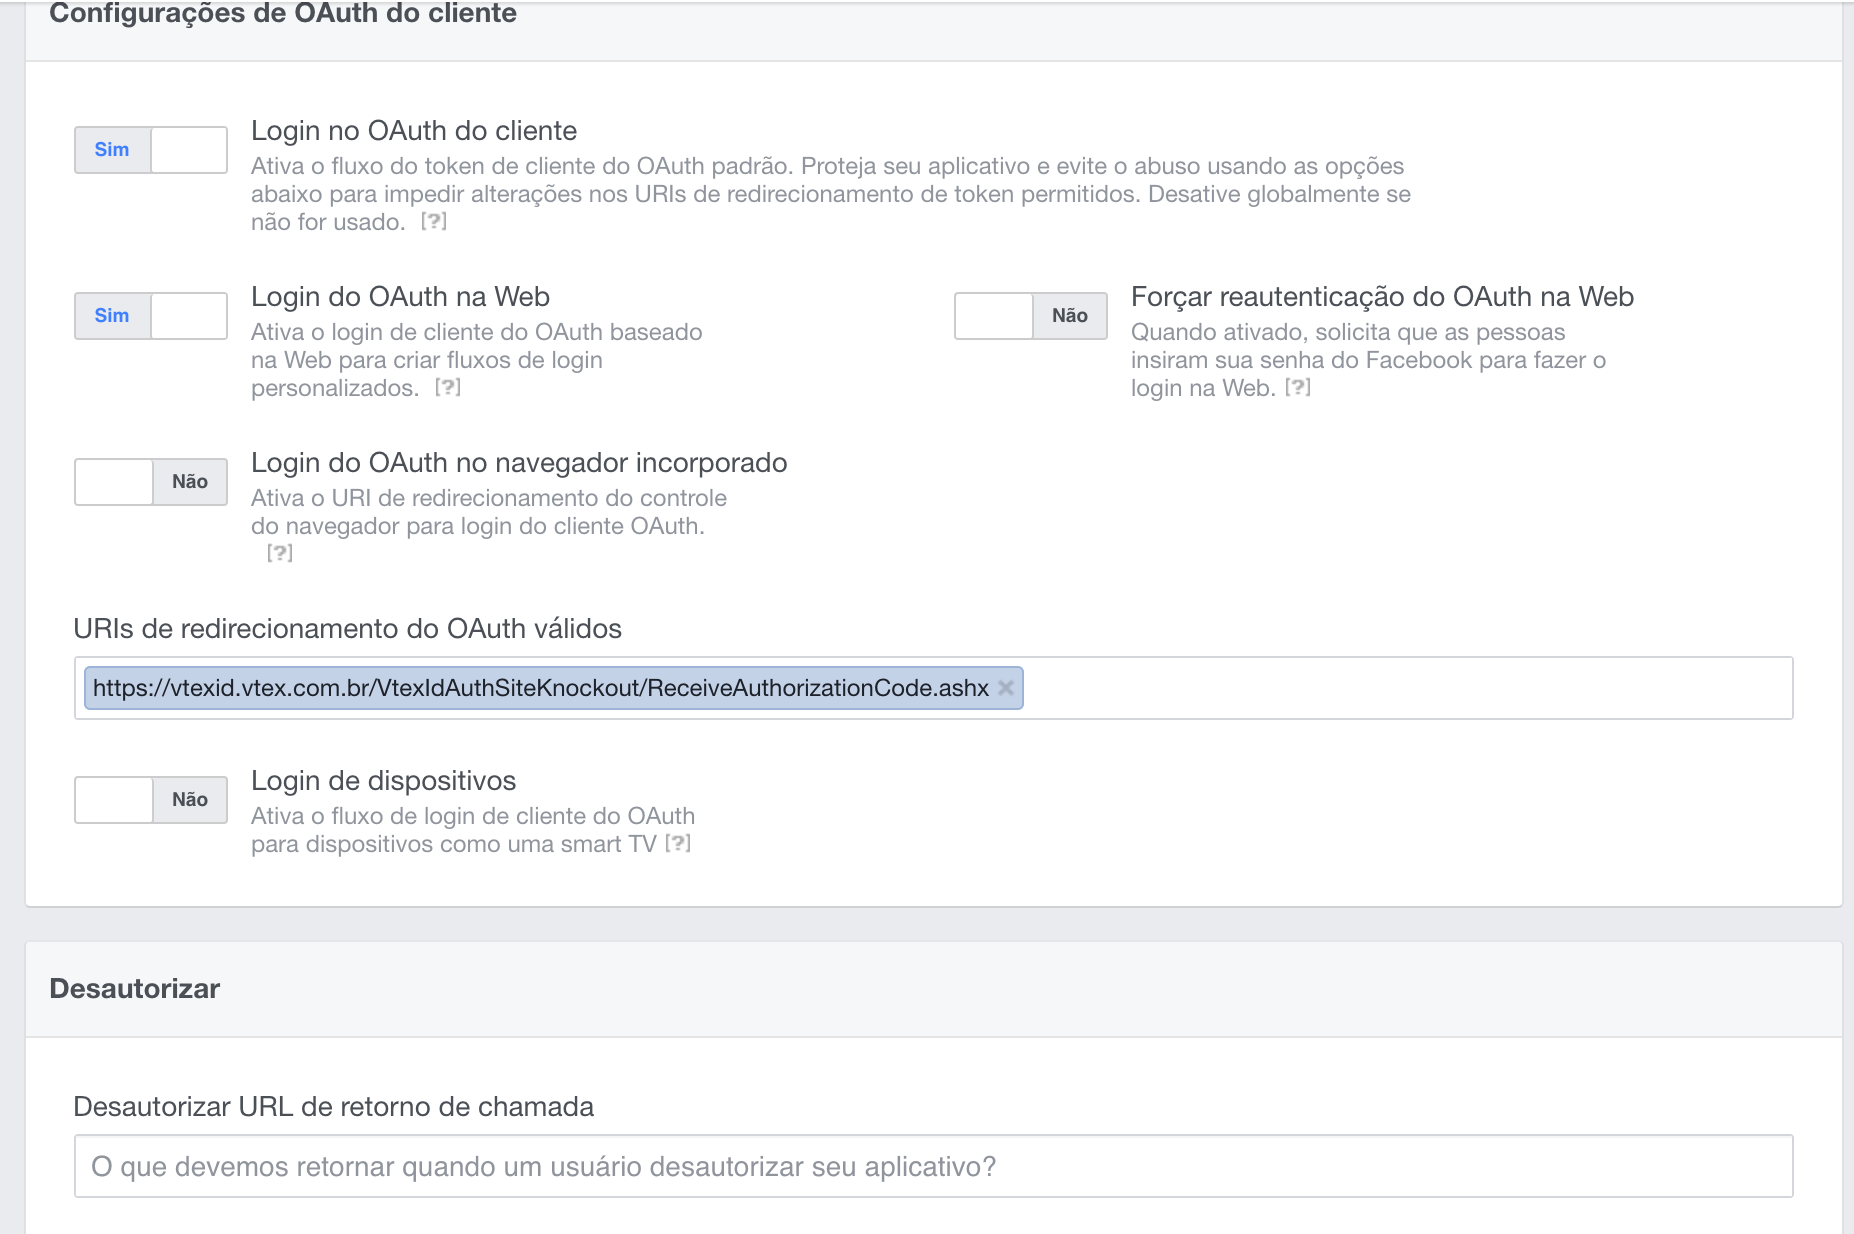 Configurações de OAuth do cliente
Sim
Login no OAuth do cliente
Ativa o fluxo do token de cliente do OAuth padrão. Proteja seu aplicativo e evite o abuso usando as opções
abaixo para impedir alterações nos URIs de redirecionamento de token permitidos. Desative globalmente se
não for usado. [?]
Sim
Login do OAuth na Web
Ativa o login de cliente do OAuth baseado
na Web para criar fluxos de login
personalizados. [?]
Não
Forçar reautenticação do OAuth na Web
Quando ativado, solicita que as pessoas
insiram sua senha do Facebook para fazer o
login na Web. [?]
Não
Login do OAuth no navegador incorporado
Ativa o URI de redirecionamento do controle
do navegador para login do cliente OAuth.
[?]
URIs de redirecionamento do OAuth válidos
https://vtexid.vtex.com.br/VtexIdAuthSiteKnockout/ReceiveAuthorizationCode.ashx ×
Não
Login de dispositivos
Ativa o fluxo de login de cliente do OAuth
para dispositivos como uma smart TV [?]
Desautorizar
Desautorizar URL de retorno de chamada
O que devemos retornar quando um usuário desautorizar seu aplicativo?